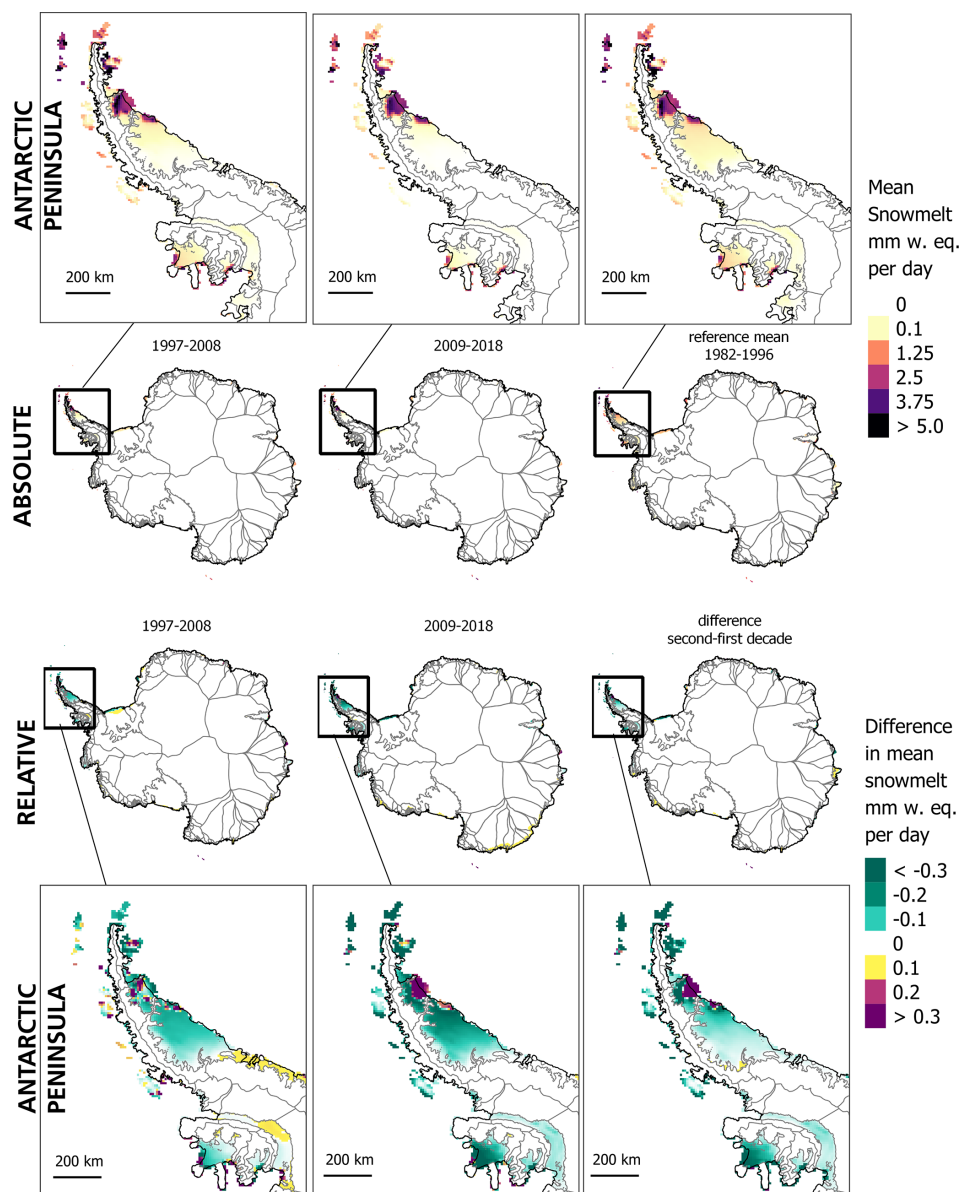 ANTARCTIC
PENINSULA
200 km
200 km
200 km
Mean
Snowmelt
mm w. eq.
per day
0
0.1
1.25
2.5
3.75
> 5.0
ABSOLUTE
1997-2008
2009-2018
reference mean
1982-1996
RELATIVE
1997-2008
2009-2018
difference
second-first decade
Difference
in mean
snowmelt
mm w. eq.
per day
< -0.3
-0.2
-0.1
0
0.1
0.2
> 0.3
ANTARCTIC
PENINSULA
200 km
200 km
200 km